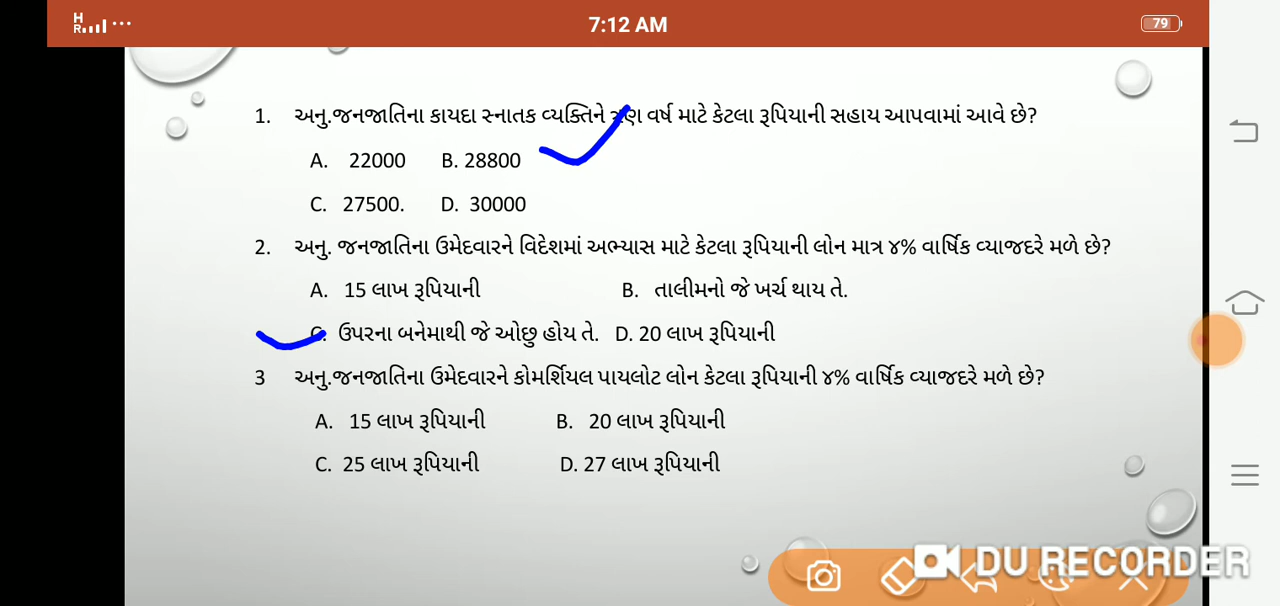 HR
7:12 AM
79
1. અનુ.જનજાતિના કાયદા સ્નાતક વ્યક્તિને ત્રણ વર્ષ માટે કેટલા રૂપિયાની સહાય આપવામાં આવે છે?
A. 22000 B. 28800
C. 27500. D. 30000
2. અનુ. જનજાતિના ઉમેદવારને વિદેશમાં અભ્યાસ માટે કેટલા રૂપિયાની લોન માત્ર ૪% વાર્ષિક વ્યાજદરે મળે છે?
A. 15 લાખ રૂપિયાની B. તાલીમનો જે ખર્ચ થાય તે.
C. ઉપરના બનેમાથી જે ઓછુ હોય તે. D. 20 લાખ રૂપિયાની
3 અનુ.જનજાતિના ઉમેદવારને કોમર્શિયલ પાયલોટ લોન કેટલા રૂપિયાની ૪% વાર્ષિક વ્યાજદરે મળે છે?
A. 15 લાખ રૂપિયાની B. 20 લાખ રૂપિયાની
C. 25 લાખ રૂપિયાની D. 27 લાખ રૂપિયાની
DU RECORDER